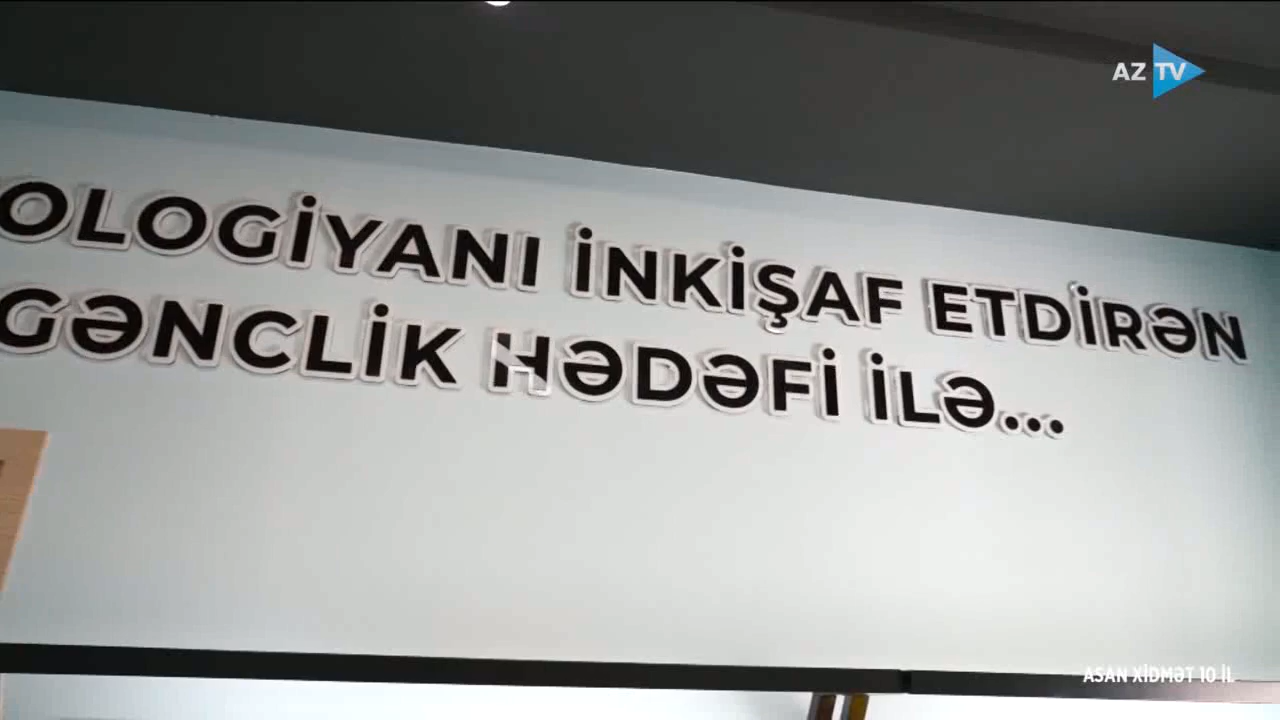 AZ TV
OLOGİYANI İNKİŞAF ETDİRƏN
GƏNCLİK HƏDƏFİ İLƏ...
ASAN XİDMƏT 10 İL